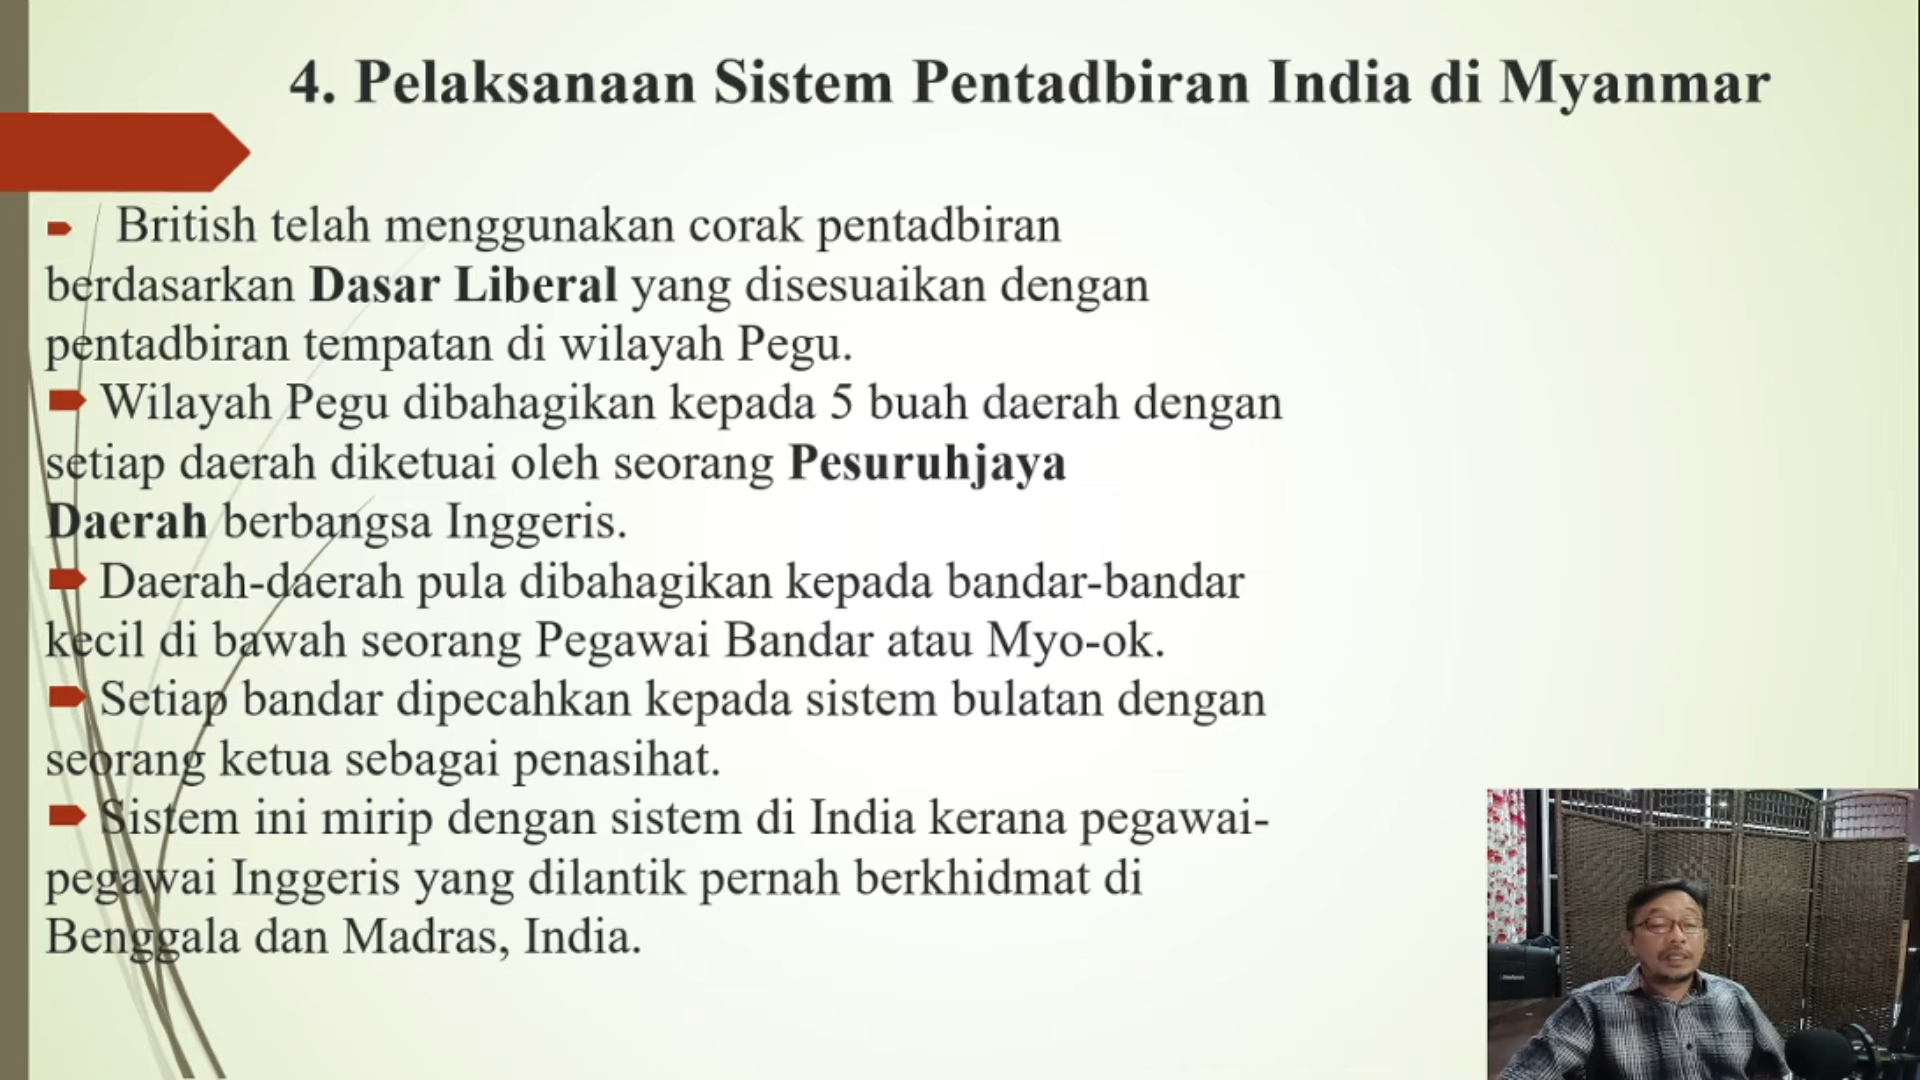 4. Pelaksanaan Sistem Pentadbiran India di Myanmar
British telah menggunakan corak pentadbiran
berdasarkan Dasar Liberal yang disesuaikan dengan
pentadbiran tempatan di wilayah Pegu.
Wilayah Pegu dibahagikan kepada 5 buah daerah dengan
setiap daerah diketuai oleh seorang Pesuruhjaya
Daerah berbangsa Inggeris.
Daerah-daerah pula dibahagikan kepada bandar-bandar
kecil di bawah seorang Pegawai Bandar atau Myo-ok.
Setiap bandar dipecahkan kepada sistem bulatan dengan
seorang ketua sebagai penasihat.
Sistem ini mirip dengan sistem di India kerana pegawai-
pegawai Inggeris yang dilantik pernah berkhidmat di
Benggala dan Madras, India.